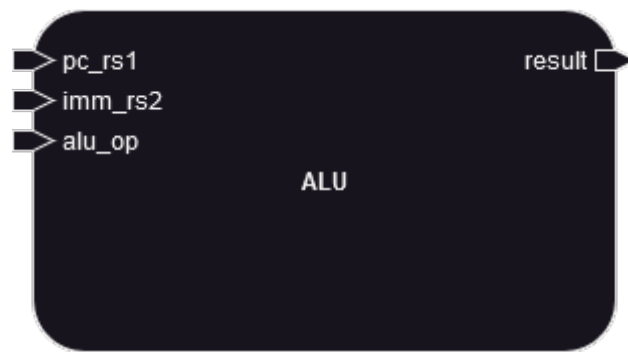 pc_rs1
result
imm_rs2
alu_op
ALU